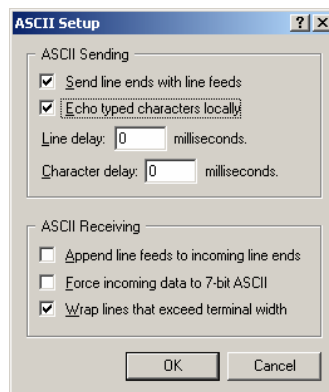 ASCII Setup
ASCII Sending
Send line ends with line feeds
Echo typed characters locally
Line delay: 0 milliseconds.
Character delay: 0 milliseconds.
ASCII Receiving
Append line feeds to incoming line ends
Force incoming data to 7-bit ASCII
Wrap lines that exceed terminal width
OK Cancel